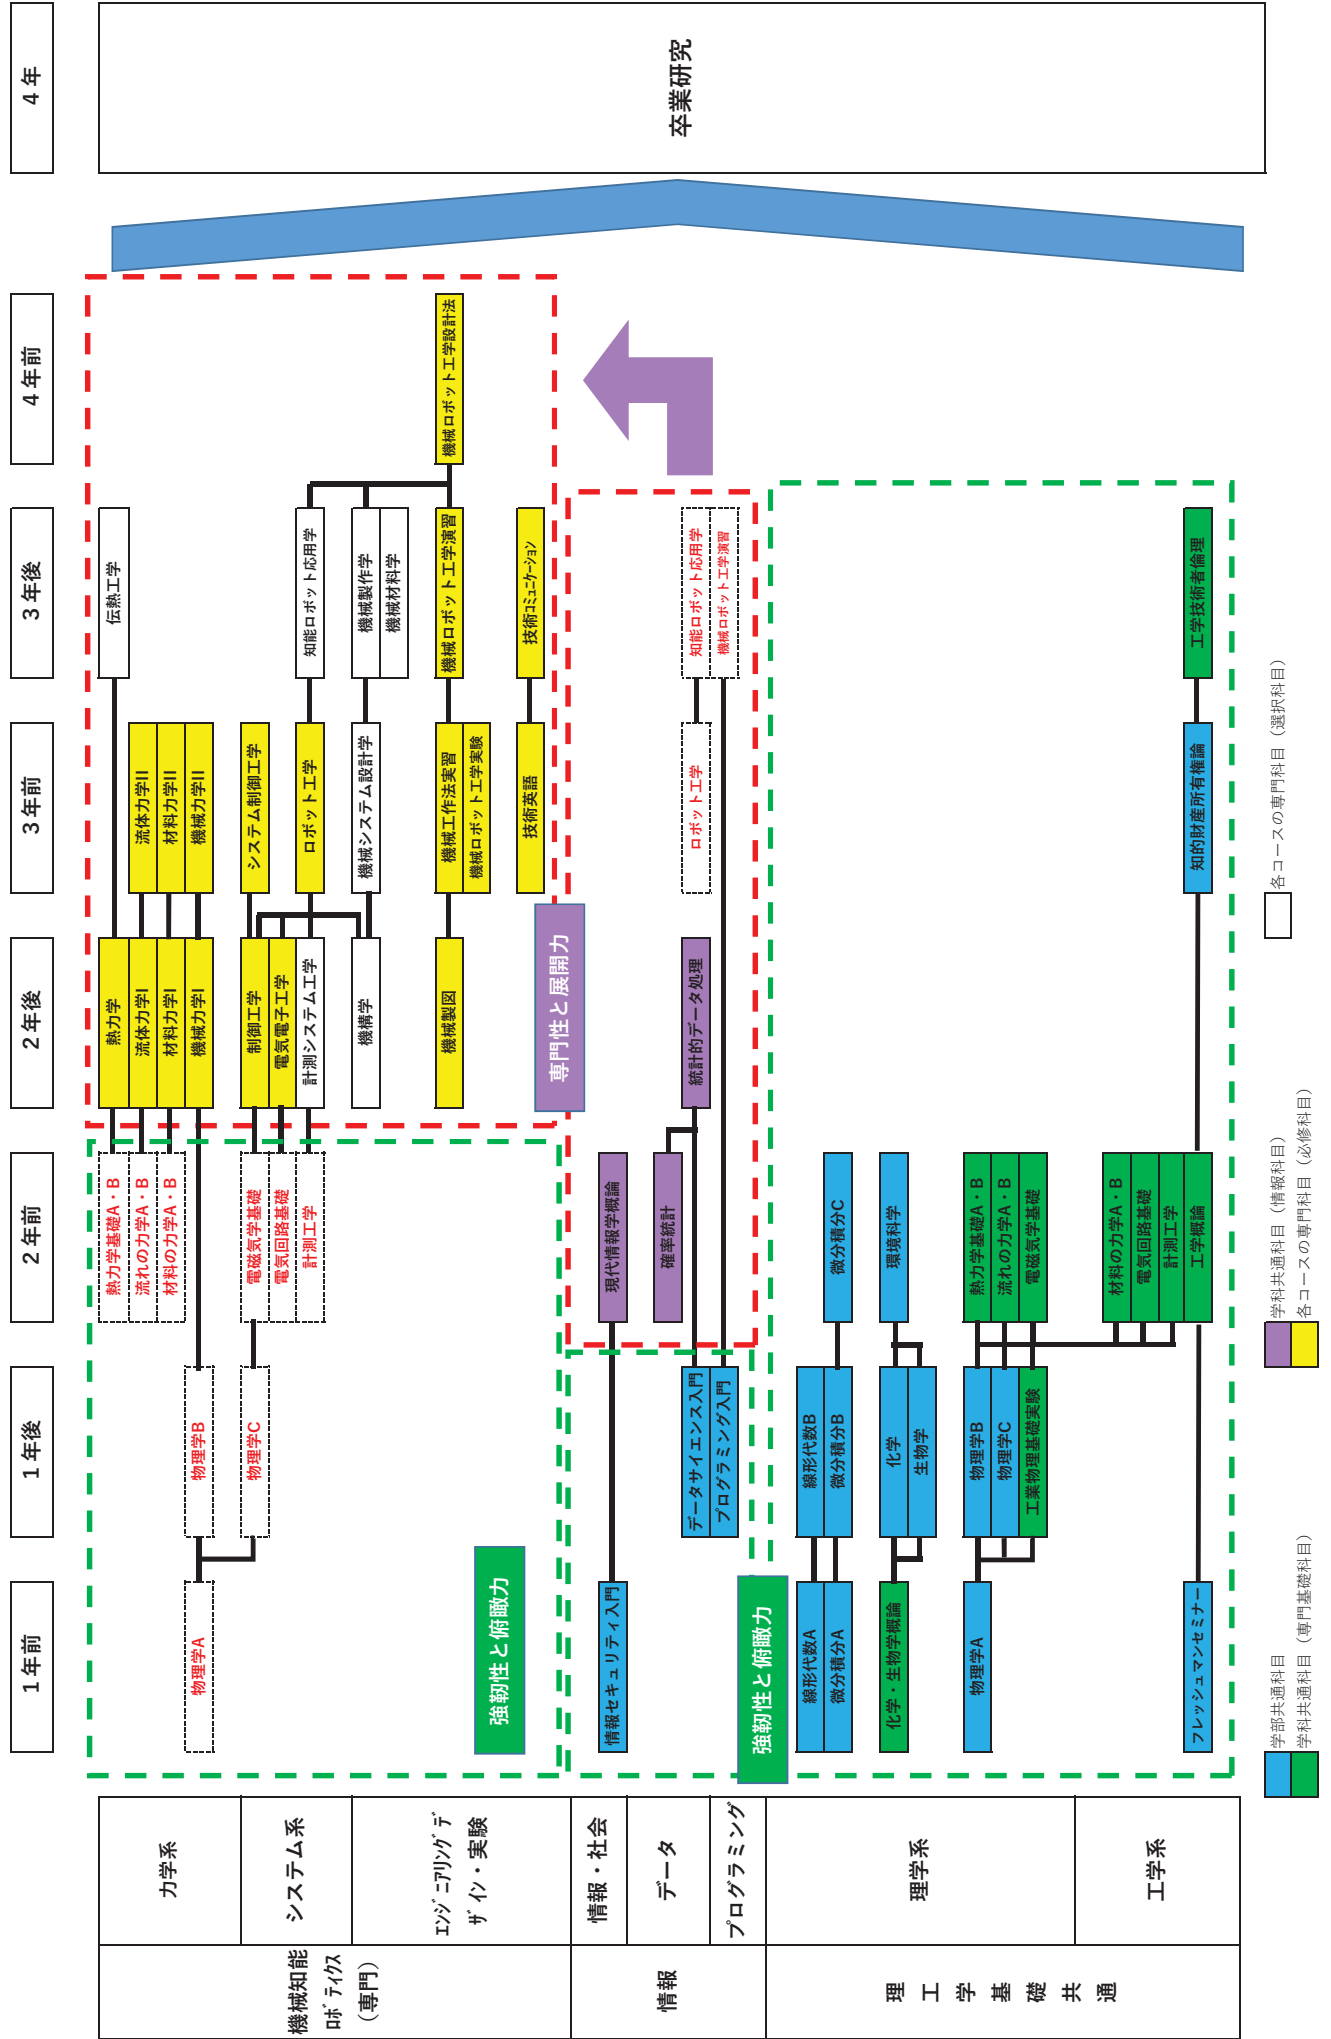 1年前
1年後
2年前
2年後
3年前
3年後
4年前
4年
機械知能
ﾛﾎﾞﾃｨｸｽ
（専門）
力学系
システム系
ｴﾝｼﾞﾆｱﾘﾝｸﾞﾃﾞ
ｻﾞｲﾝ・実験
情報
情報・社会
データ
プログラミング
理工学基礎共通
理学系
工学系
熱力学基礎A・B
熱力学
伝熱工学
流れの力学A・B
流体力学I
流体力学II
材料の力学A・B
材料力学I
材料力学II
物理学A
物理学B
機械力学I
機械力学II
物理学C
電磁気学基礎
制御工学
システム制御工学
電気回路基礎
電気電子工学
計測工学
計測システム工学
ロボット工学
知能ロボット応用学
機構学
機械システム設計学
機械製作学
機械材料学
機械製図
機械工作法実習
機械ロボット工学演習
機械ロボット工学設計法
機械ロボット工学実験
強靭性と俯瞰力
技術英語
技術ｺﾐｭﾆｹｰｼｮﾝ
専門性と展開力
情報セキュリティ入門
現代情報学概論
確率統計
データサイエンス入門
統計的データ処理
ロボット工学
知能ロボット応用学
プログラミング入門
機械ロボット工学演習
強靭性と俯瞰力
線形代数A
線形代数B
微分積分A
微分積分B
微分積分C
化学・生物学概論
化学
環境科学
生物学
物理学A
物理学B
熱力学基礎A・B
物理学C
流れの力学A・B
工業物理基礎実験
電磁気学基礎
材料の力学A・B
電気回路基礎
計測工学
フレッシュマンセミナー
工学概論
知的財産所有権論
工学技術者倫理
卒業研究
学部共通科目
学科共通科目（専門基礎科目）
学科共通科目（情報科目）
各コースの専門科目（必修科目）
各コースの専門科目（選択科目）